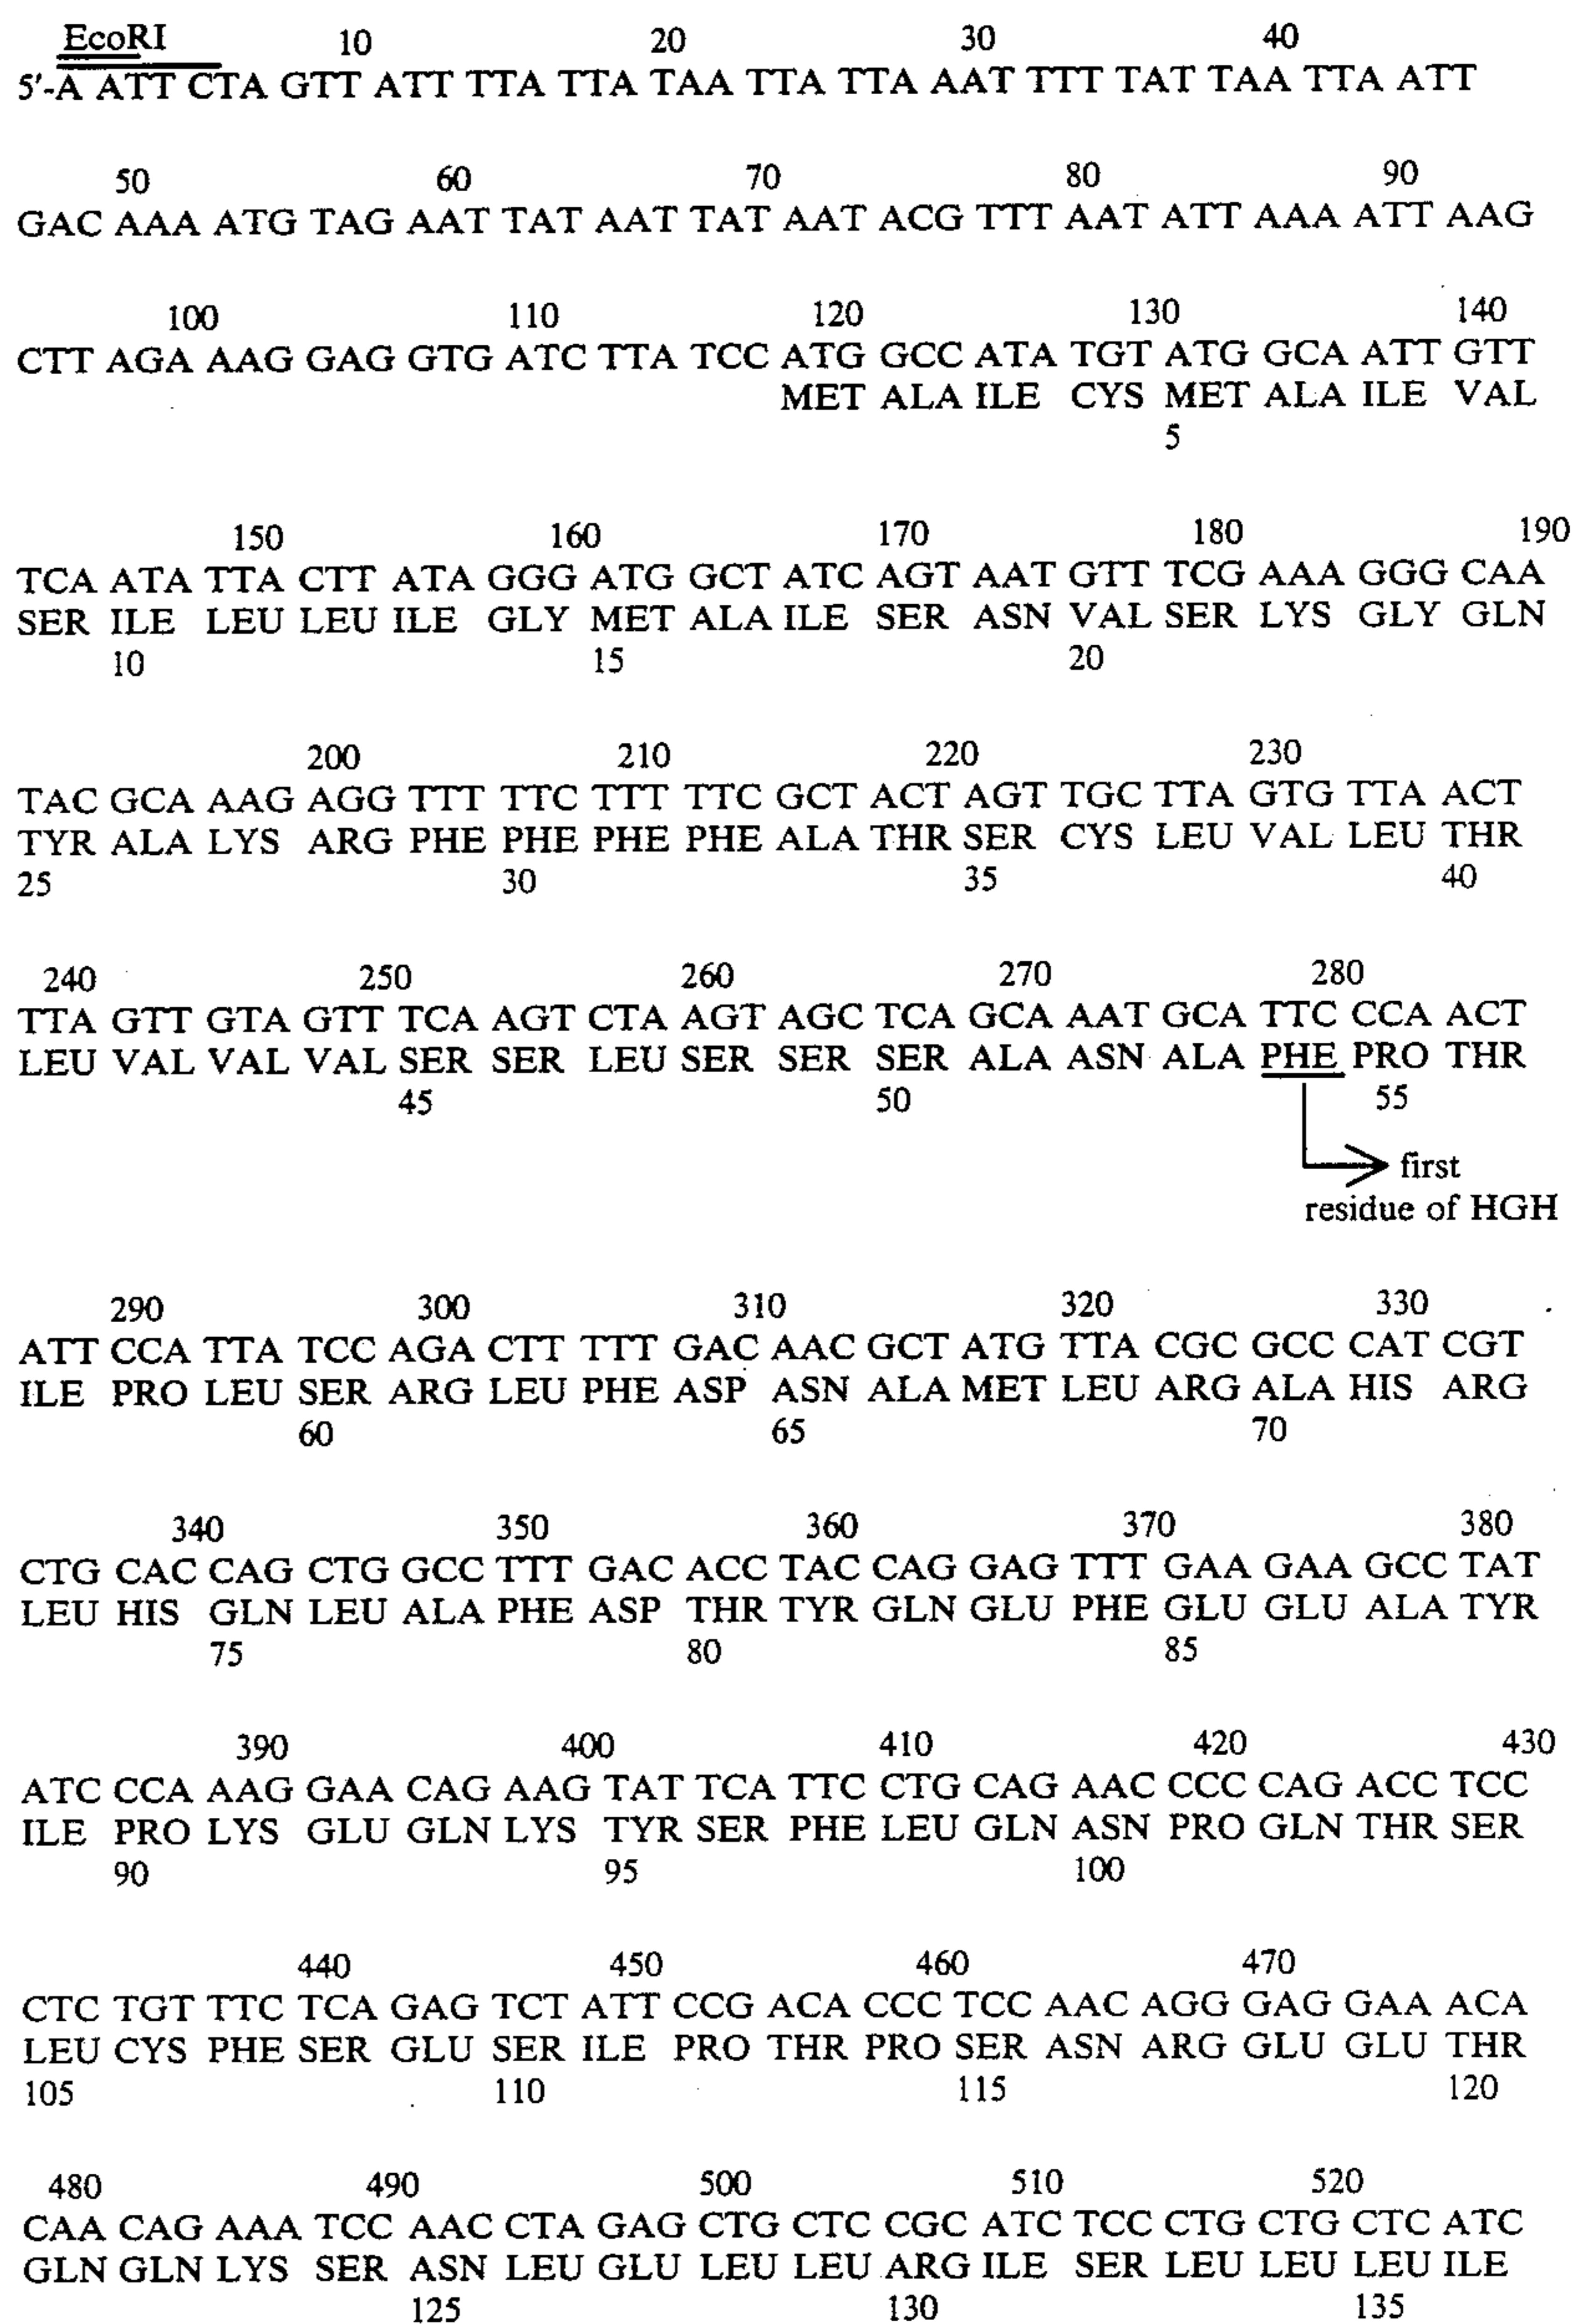 EcoRI 10 20 30 40
5'-A ATT CTA GTT ATT TTA TTA TAA TTA TTA AAT TTT TAT TAA TTA ATT
50 60 70 80 90
GAC AAA ATG TAG AAT TAT AAT TAT AAT ACG TTT AAT ATT AAA ATT AAG
100 110 120 130 140
CTT AGA AAG GAG GTG ATC TTA TCC ATG GCC ATA TGT ATG GCA ATT GTT
MET ALA ILE CYS MET ALA ILE VAL
5
150 160 170 180 190
TCA ATA TTA CTT ATA GGG ATG GCT ATC AGT AAT GTT TCG AAA GGG CAA
SER ILE LEU LEU ILE GLY MET ALA ILE SER ASN VAL SER LYS GLY GLN
10 15 20
200 210 220 230
TAC GCA AAG AGG TTT TTC TTT TTC GCT ACT AGT TGC TTA GTG TTA ACT
TYR ALA LYS ARG PHE PHE PHE PHE ALA THR SER CYS LEU VAL LEU THR
25 30 35 40
240 250 260 270 280
TTA GTT GTA GTT TCA AGT CTA AGT AGC TCA GCA AAT GCA TTC CCA ACT
LEU VAL VAL VAL SER SER LEU SER SER SER ALA ASN ALA PHE PRO THR
45 50 55
first
residue of HGH
290 300 310 320 330
ATT CCA TTA TCC AGA CTT TTT GAC AAC GCT ATG TTA CGC GCC CAT CGT
ILE PRO LEU SER ARG LEU PHE ASP ASN ALA MET LEU ARG ALA HIS ARG
60 65 70
340 350 360 370 380
CTG CAC CAG CTG GCC TTT GAC ACC TAC CAG GAG TTT GAA GAA GCC TAT
LEU HIS GLN LEU ALA PHE ASP THR TYR GLN GLU PHE GLU GLU ALA TYR
75 80 85
390 400 410 420 430
ATC CCA AAG GAA CAG AAG TAT TCA TTC CTG CAG AAC CCC CAG ACC TCC
ILE PRO LYS GLU GLN LYS TYR SER PHE LEU GLN ASN PRO GLN THR SER
90 95 100
440 450 460 470
CTC TGT TTC TCA GAG TCT ATT CCG ACA CCC TCC AAC AGG GAG GAA ACA
LEU CYS PHE SER GLU SER ILE PRO THR PRO SER ASN ARG GLU GLU THR
105 110 115 120
480 490 500 510 520
CAA CAG AAA TCC AAC CTA GAG CTG CTC CGC ATC TCC CTG CTG CTC ATC
GLN GLN LYS SER ASN LEU GLU LEU LEU ARG ILE SER LEU LEU LEU ILE
125 130 135